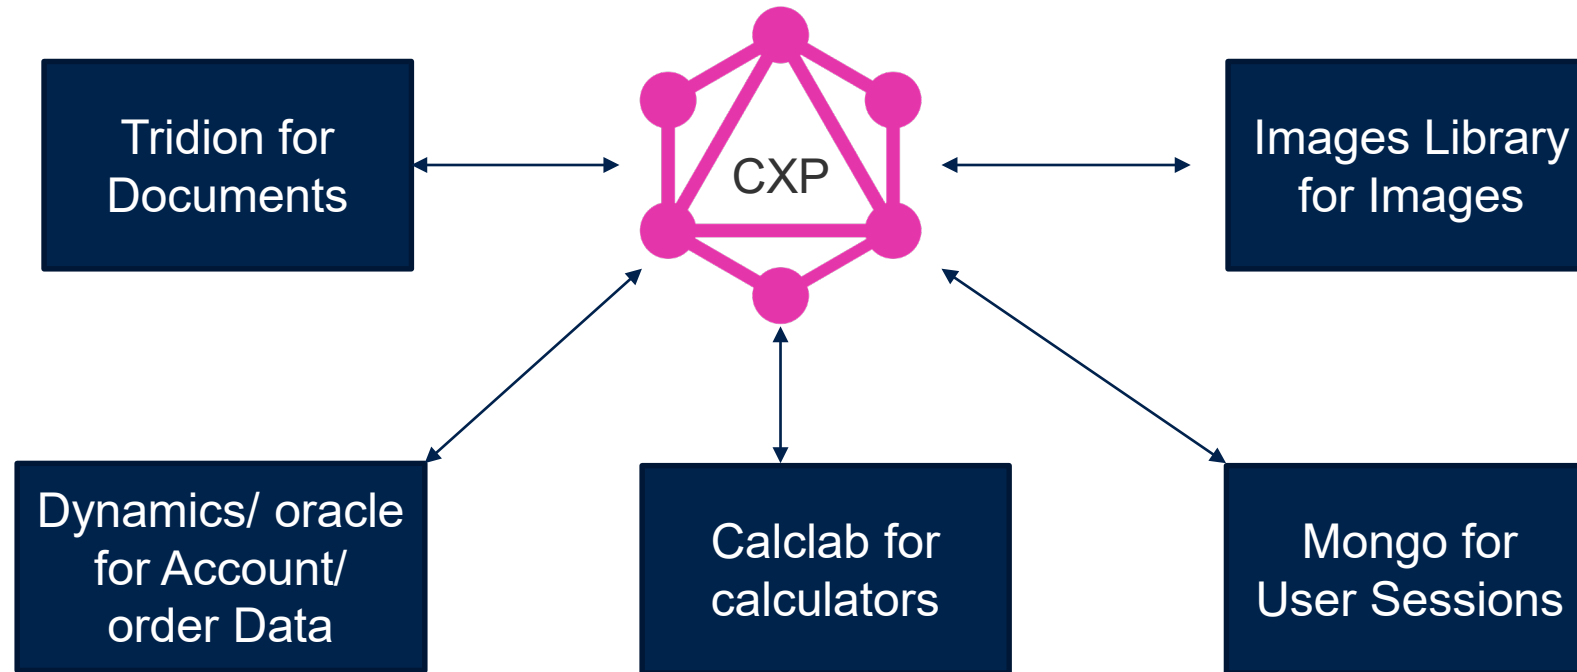 Tridion for
Documents
CXP
Images Library
for Images
Dynamics/ oracle
for Account/
order Data
Calclab for
calculators
Mongo for
User Sessions